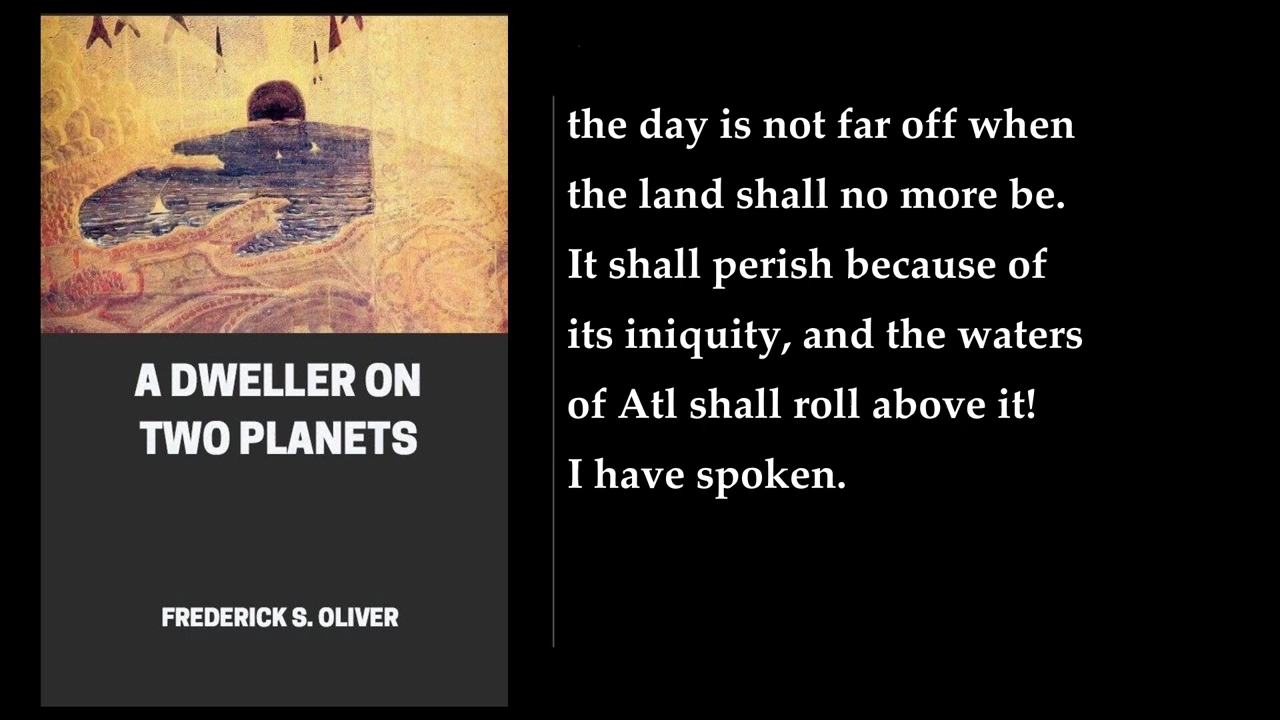 A DWELLER ON
TWO PLANETS
FREDERICK S. OLIVER
the day is not far off when
the land shall no more be.
It shall perish because of
its iniquity, and the waters
of Atl shall roll above it!
I have spoken.